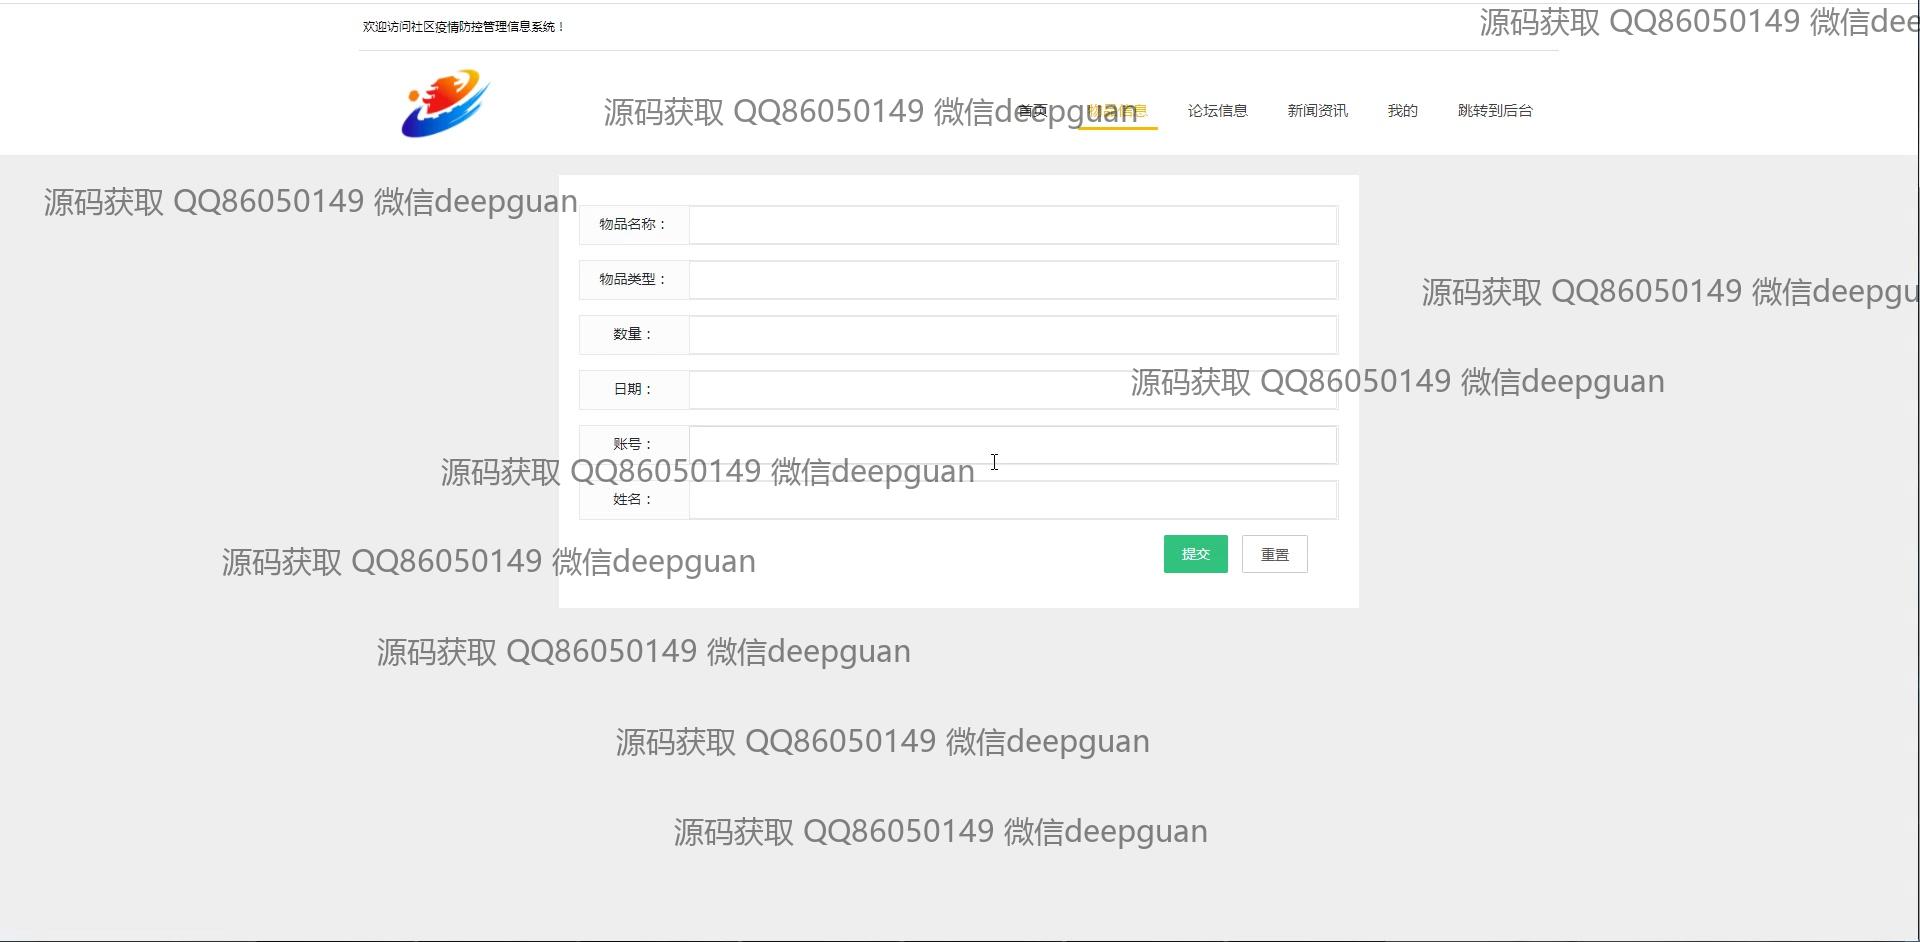 欢迎访问社区疫情防控管理信息系统！
源码获取 QQ86050149 微信dee
源码获取 QQ86050149 微信deepguan
首页 物品信息 论坛信息 新闻资讯 我的 跳转到后台
源码获取 QQ86050149 微信deepguan
物品名称：
物品类型：
源码获取 QQ86050149 微信deepgu
数量：
日期：
源码获取 QQ86050149 微信deepguan
账号：
源码获取 QQ86050149 微信deepguan
姓名：
提交 重置
源码获取 QQ86050149 微信deepguan
源码获取 QQ86050149 微信deepguan
源码获取 QQ86050149 微信deepguan
源码获取 QQ86050149 微信deepguan